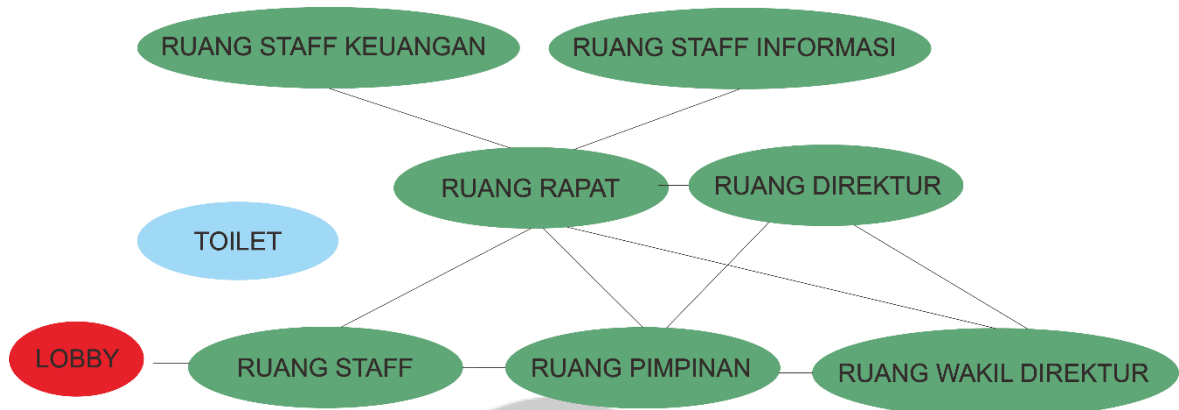 RUANG STAFF KEUANGAN
RUANG STAFF INFORMASI
RUANG RAPAT
RUANG DIREKTUR
TOILET
LOBBY
RUANG STAFF
RUANG PIMPINAN
RUANG WAKIL DIREKTUR